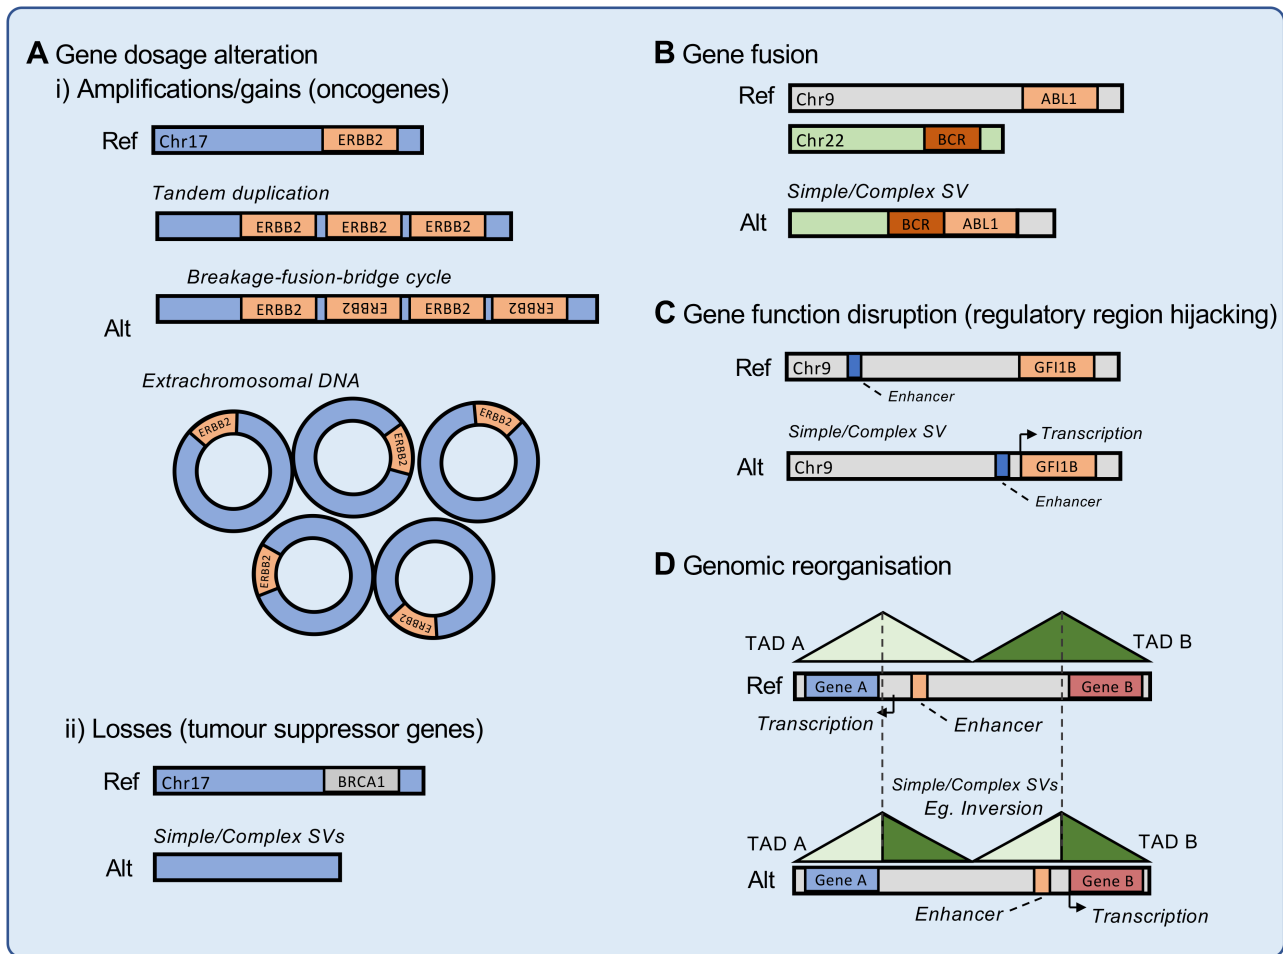 A Gene dosage alteration
i) Amplifications/gains (oncogenes)
Ref
Chr17
ERBB2
Tandem duplication
ERBB2
ERBB2
ERBB2
Breakage-fusion-bridge cycle
ERBB2
ERBB2
ERBB2
ERBB2
Alt
Extrachromosomal DNA
ERBB2
ERBB2
ERBB2
ERBB2
ERBB2
ii) Losses (tumour suppressor genes)
Ref
Chr17
BRCA1
Simple/Complex SVs
Alt
B Gene fusion
Ref
Chr9
ABL1
Chr22
BCR
Simple/Complex SV
Alt
BCR
ABL1
C Gene function disruption (regulatory region hijacking)
Ref
Chr9
GFI1B
Enhancer
Simple/Complex SV
Transcription
Alt
Chr9
GFI1B
Enhancer
D Genomic reorganisation
TAD A
TAD B
Ref
Gene A
Gene B
Transcription
Enhancer
Simple/Complex SVs
Eg. Inversion
TAD A
TAD B
Alt
Gene A
Gene B
Enhancer
Transcription